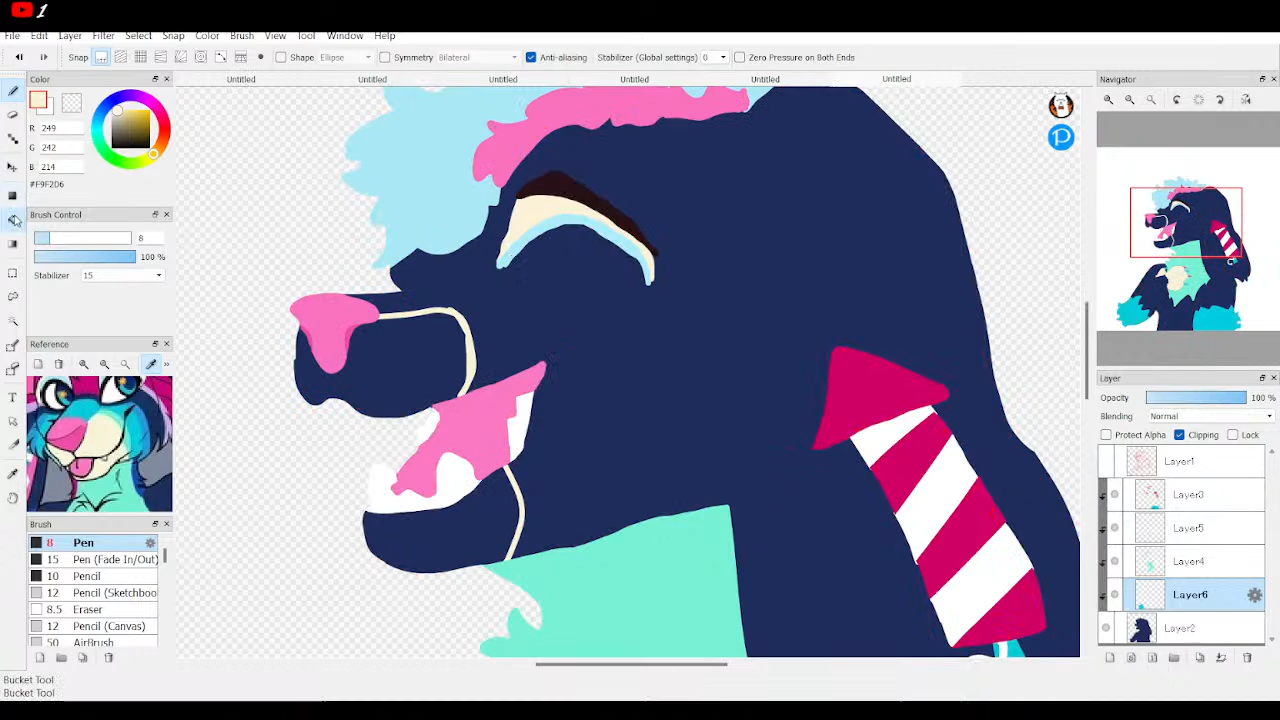 1
File Edit Layer Filter Select Snap Color Brush View Tool Window Help
Snap Shape Ellipse Symmetry Bilateral Anti-aliasing Stabilizer (Global settings) 0 Zero Pressure on Both Ends
Color
Untitled Untitled Untitled Untitled Untitled Untitled
Navigator
R 249
G 242
B 214
#F9F2D6
Brush Control
8
100 %
Stabilizer 15
Reference
Layer
Opacity 100 %
Blending Normal
Protect Alpha Clipping Lock
Layer1
Layer3
Layer5
Layer4
Layer6
Layer2
Brush
8 Pen
15 Pen (Fade In/Out)
10 Pencil
12 Pencil (Sketchboo
8.5 Eraser
12 Pencil (Canvas)
50 AirBrush
Bucket Tool
Bucket Tool